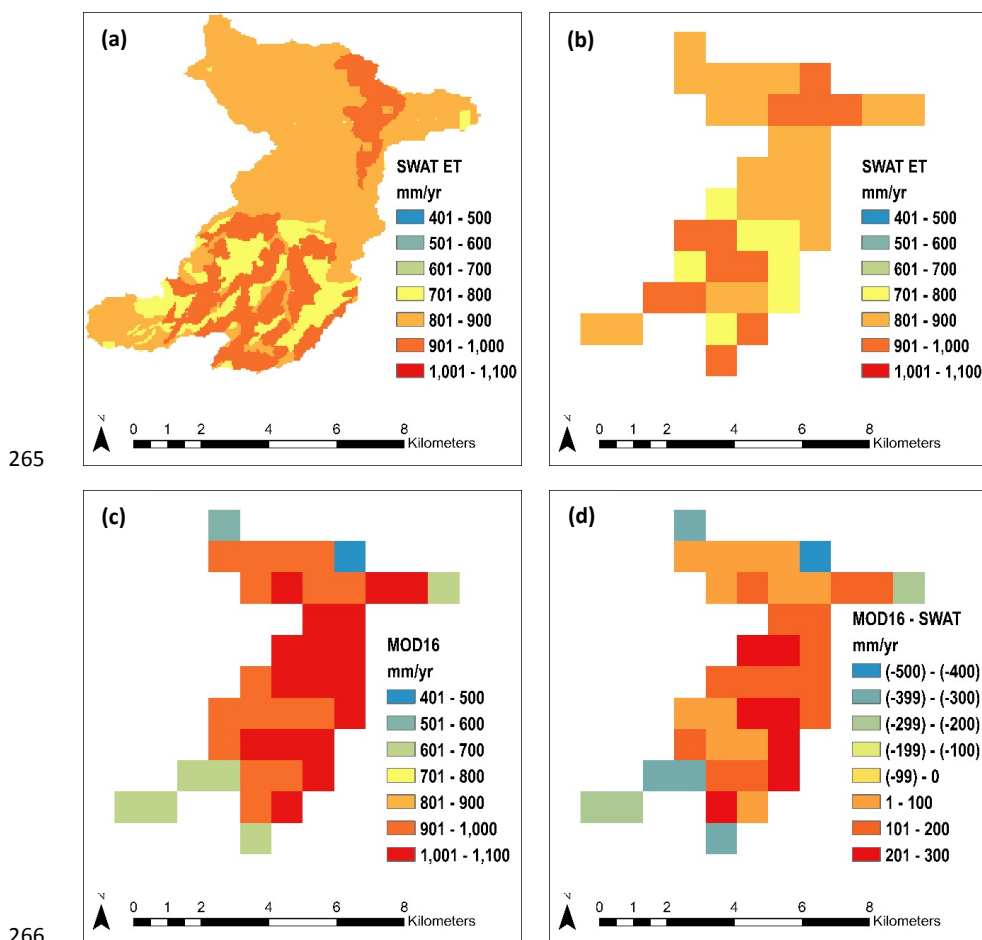 (a)
SWAT ET
mm/yr
401 - 500
501 - 600
601 - 700
701 - 800
801 - 900
901 - 1,000
1,001 - 1,100
N
0 1 2 4 6 8
Kilometers
(b)
SWAT ET
mm/yr
401 - 500
501 - 600
601 - 700
701 - 800
801 - 900
901 - 1,000
1,001 - 1,100
N
0 1 2 4 6 8
Kilometers
265
(c)
MOD16
mm/yr
401 - 500
501 - 600
601 - 700
701 - 800
801 - 900
901 - 1,000
1,001 - 1,100
N
0 1 2 4 6 8
Kilometers
(d)
MOD16 - SWAT
mm/yr
(-500) - (-400)
(-399) - (-300)
(-299) - (-200)
(-199) - (-100)
(-99) - 0
1 - 100
101 - 200
201 - 300
N
0 1 2 4 6 8
Kilometers
266